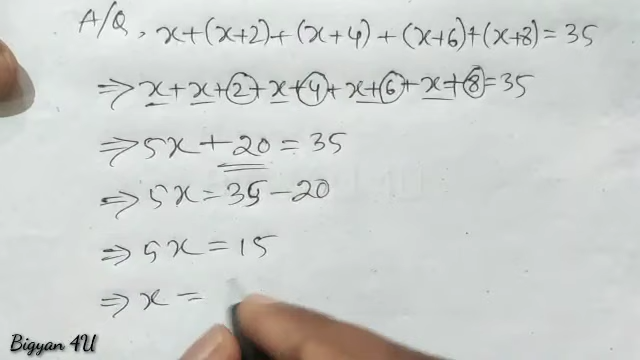 A/Q, x+(x+2)+(x+4)+(x+6)+(x+8)=35
⇒ x+x+2+x+4+x+6+x+8=35
⇒ 5x+20=35
⇒ 5x=35-20
⇒ 5x=15
⇒ x=
Bigyan 4U